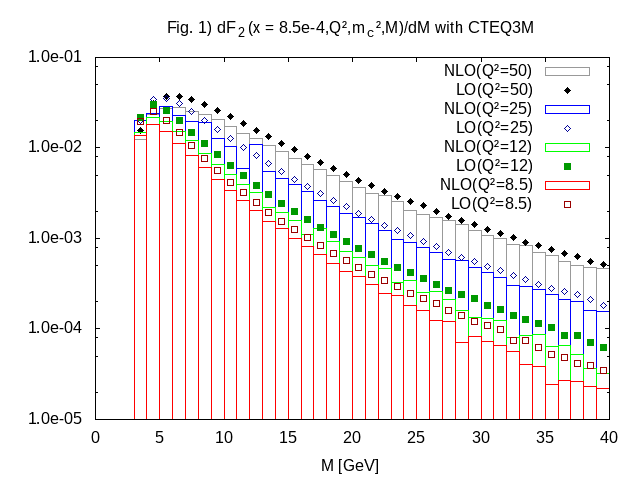 Fig. 1) dF2(x = 8.5e-4,Q²,mc²,M)/dM with CTEQ3M
1.0e-01
NLO(Q²=50)
LO(Q²=50)
NLO(Q²=25)
LO(Q²=25)
1.0e-02
NLO(Q²=12)
LO(Q²=12)
NLO(Q²=8.5)
LO(Q²=8.5)
1.0e-03
1.0e-04
1.0e-05
0 5 10 15 20 25 30 35 40
M [GeV]